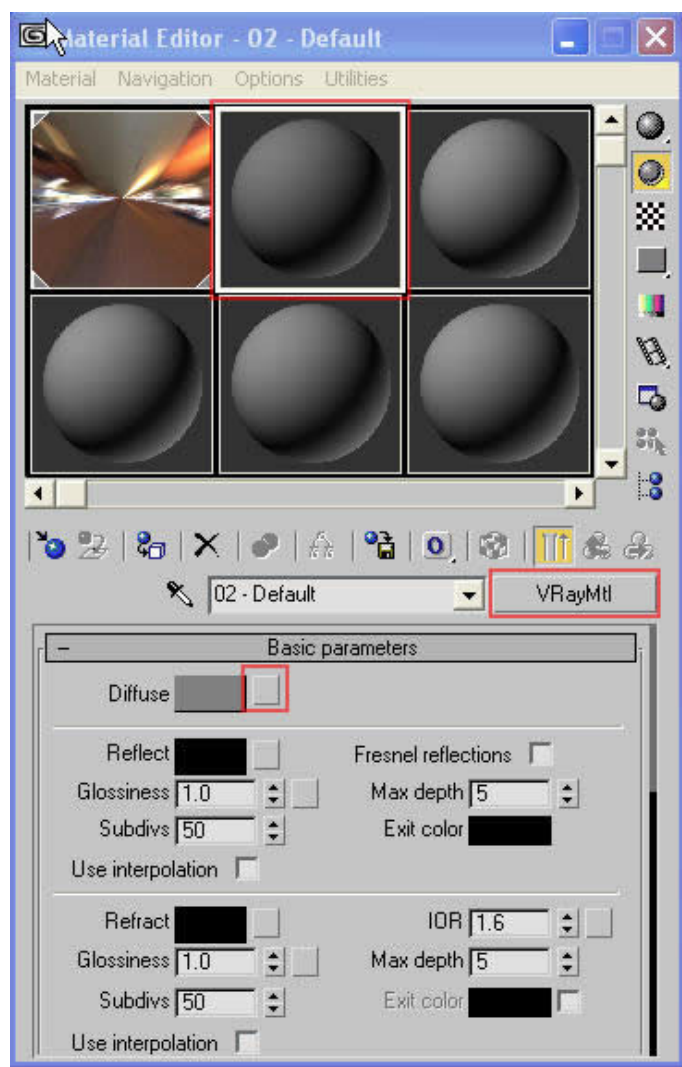 Material Editor - 02 - Default
Material Navigation Options Utilities
02 - Default VRayMtl
Basic parameters
Diffuse
Reflect Fresnel reflections
Glossiness 1.0 Max depth 5
Subdivs 50 Exit color
Use interpolation
Refract IOR 1.6
Glossiness 1.0 Max depth 5
Subdivs 50 Exit color
Use interpolation